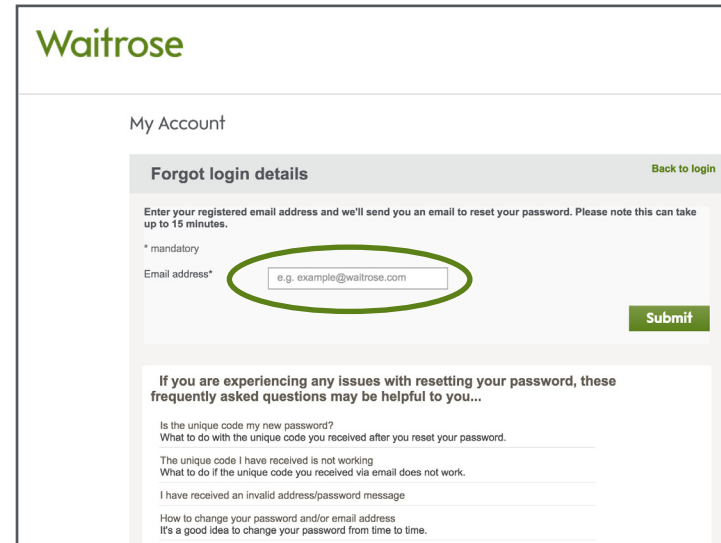 Waitrose
My Account
Forgot login details
Back to login
Enter your registered email address and we'll send you an email to reset your password. Please note this can take
up to 15 minutes.
* mandatory
Email address*
e.g. example@waitrose.com
Submit
If you are experiencing any issues with resetting your password, these
frequently asked questions may be helpful to you...
Is the unique code my new password?
What to do with the unique code you received after you reset your password.
The unique code I have received is not working
What to do if the unique code you received via email does not work.
I have received an invalid address/password message
How to change your password and/or email address
It's a good idea to change your password from time to time.